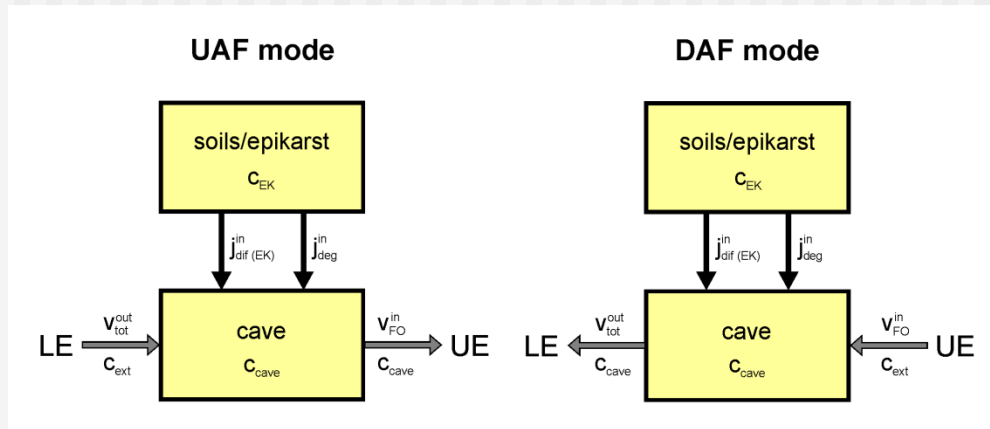 UAF mode
DAF mode
soils/epikarst
c_EK
soils/epikarst
c_EK
j^in_dif (EK)
j^in_deg
j^in_dif (EK)
j^in_deg
LE
v^out_tot
c_ext
cave
c_cave
v^in_FO
c_cave
UE
LE
v^out_tot
c_cave
cave
c_cave
v^in_FO
c_ext
UE